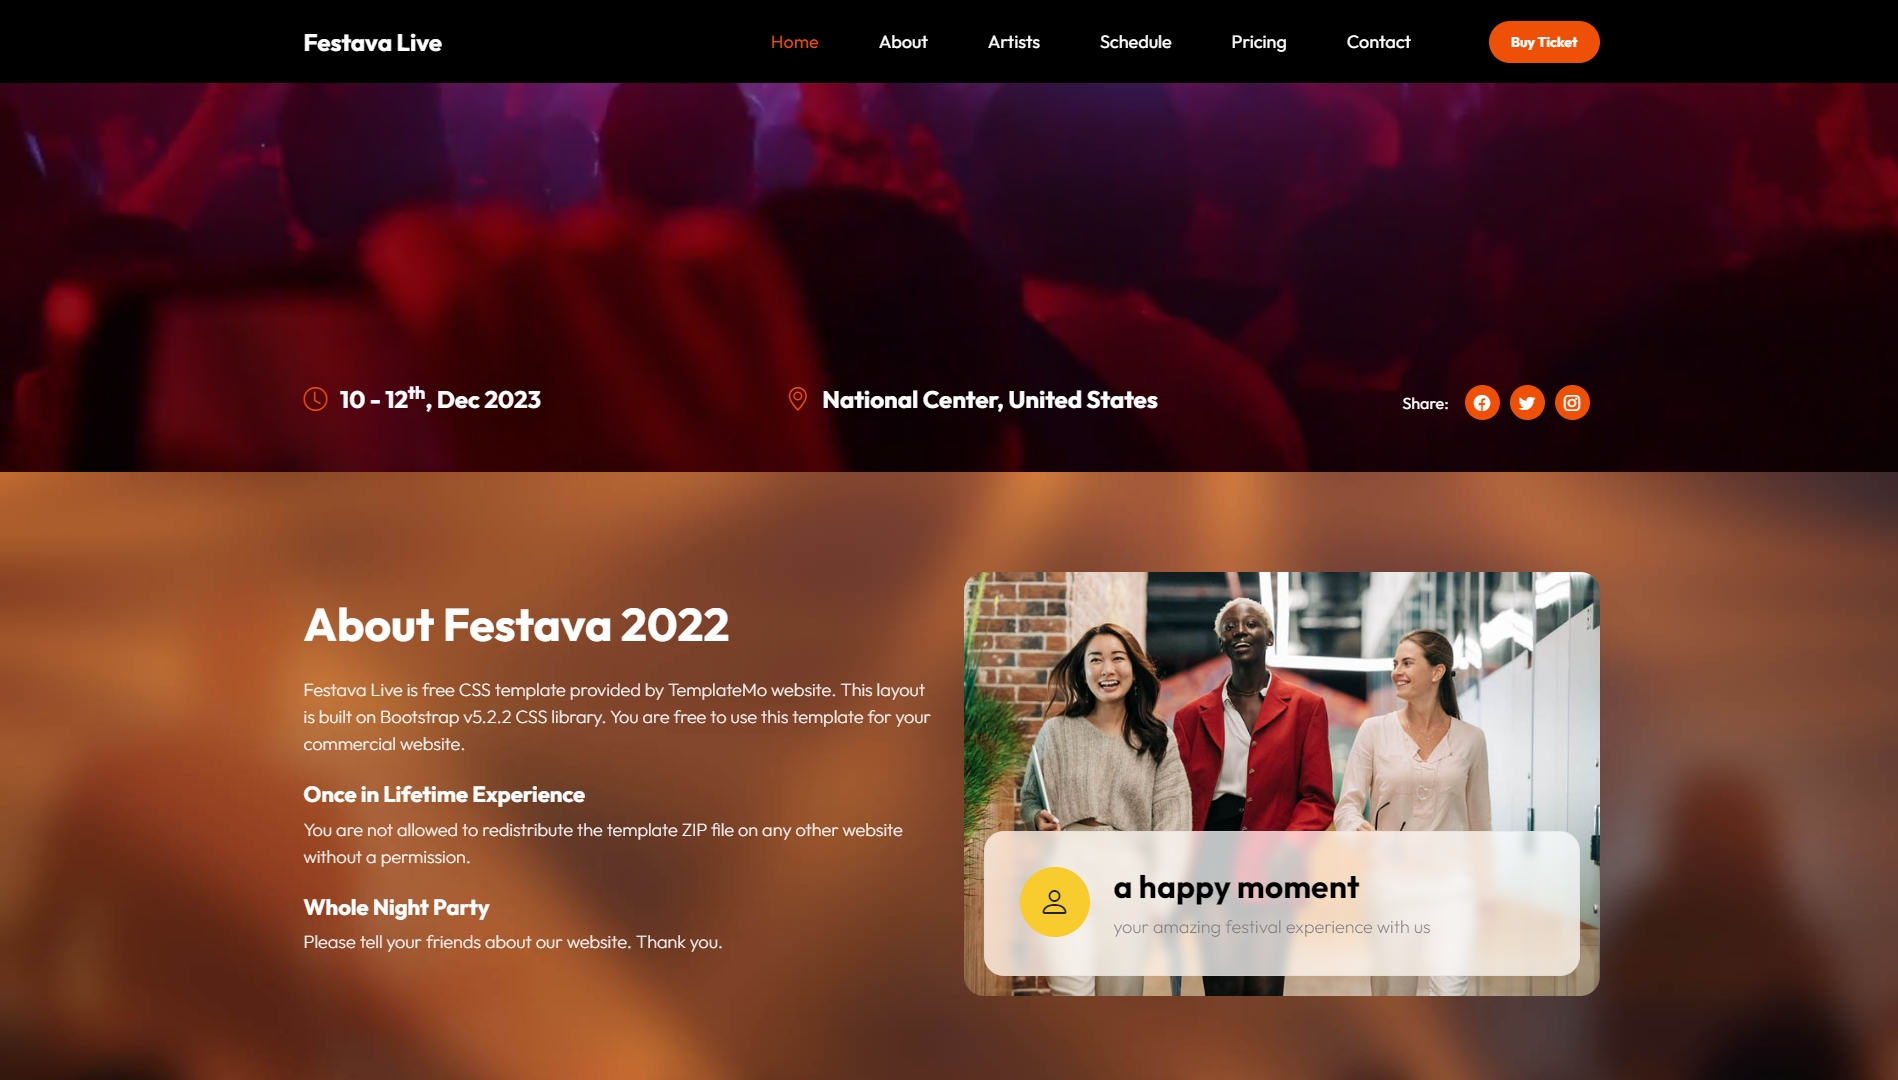 Festava Live
Home About Artists Schedule Pricing Contact Buy Ticket
10 - 12th, Dec 2023
National Center, United States
Share:
About Festava 2022
Festava Live is free CSS template provided by TemplateMo website. This layout
is built on Bootstrap v5.2.2 CSS library. You are free to use this template for your
commercial website.
Once in Lifetime Experience
You are not allowed to redistribute the template ZIP file on any other website
without a permission.
Whole Night Party
Please tell your friends about our website. Thank you.
a happy moment
your amazing festival experience with us